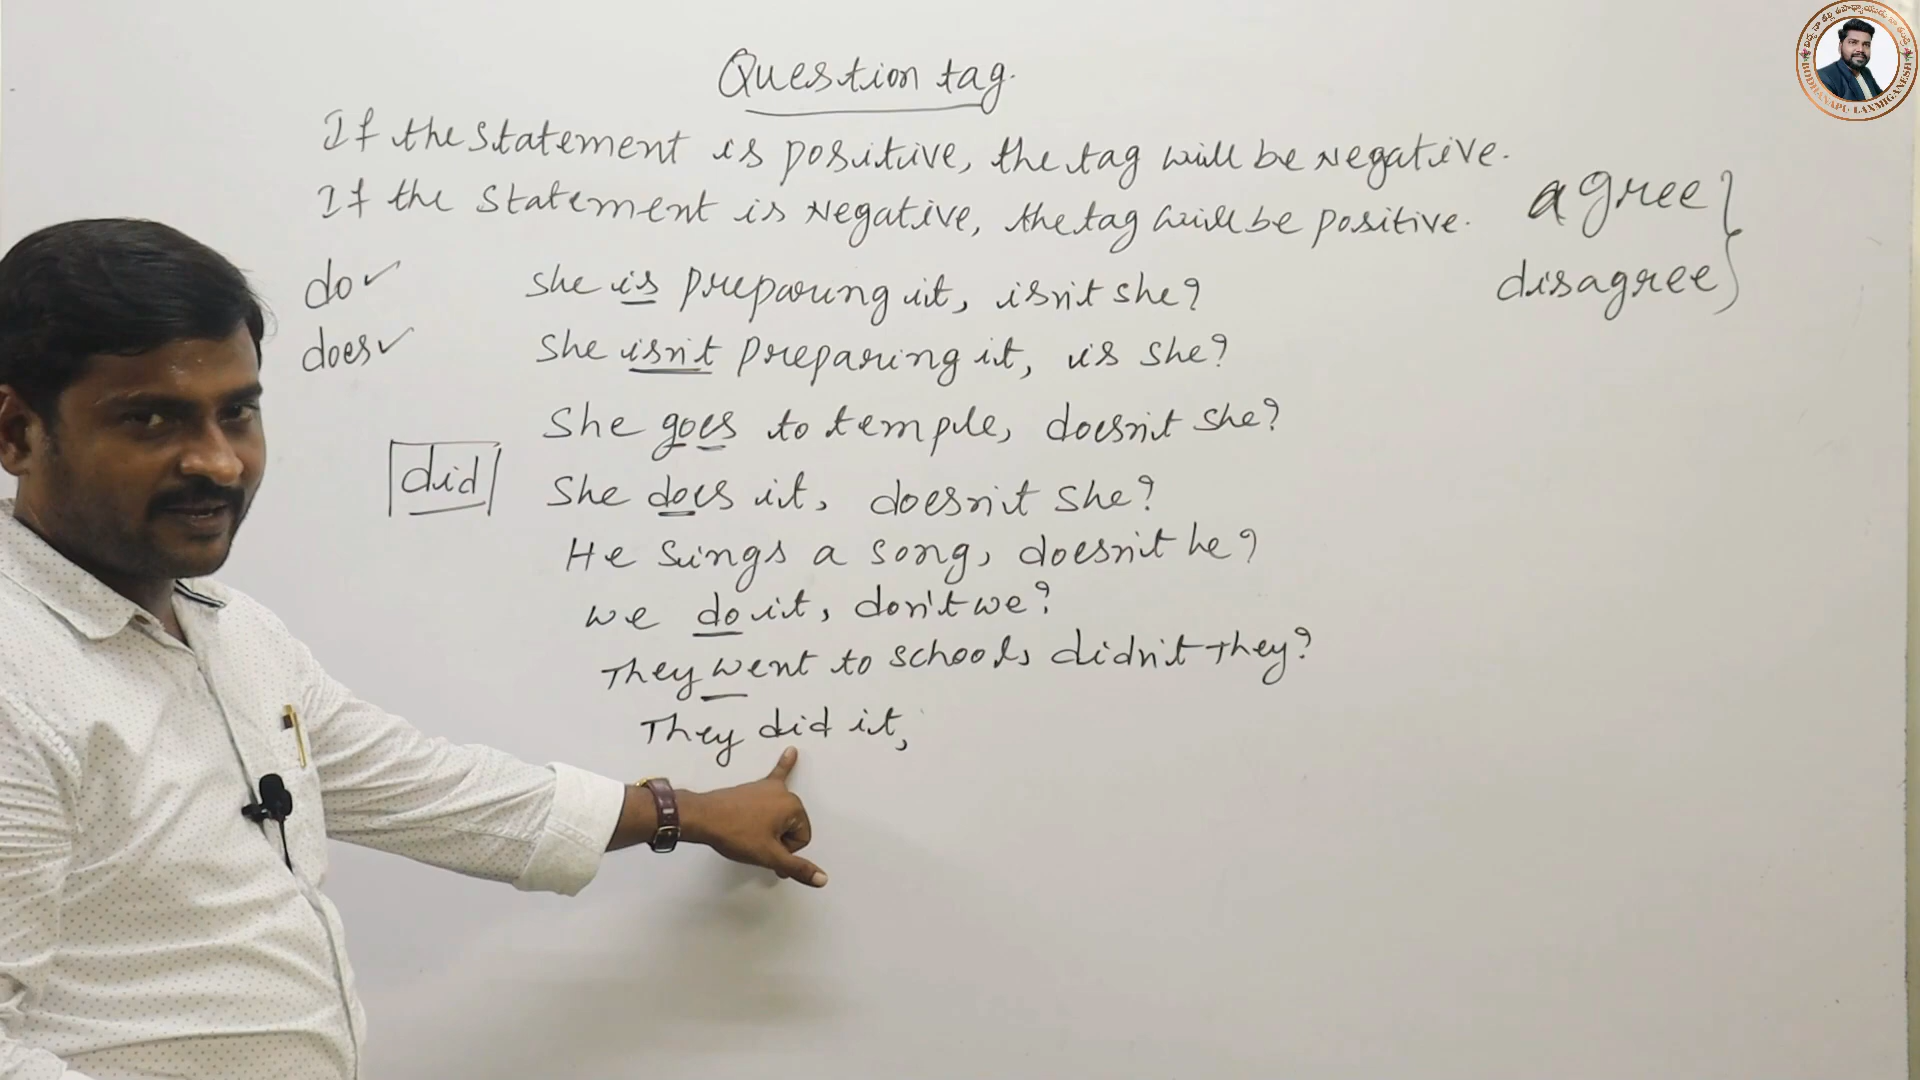 Question tag.
If the statement is positive, the tag will be Negative.
If the statement is Negative, the tag will be positive.
agree
disagree
do✓
does✓
did
She is preparing it, isn't she?
She isn't preparing it, is she?
She goes to temple, doesn't she?
She does it, doesn't she?
He sings a song, doesn't he?
we do it, don't we?
They went to school, didn't they?
They did it,
BODHANAPU LAXMIGANESH